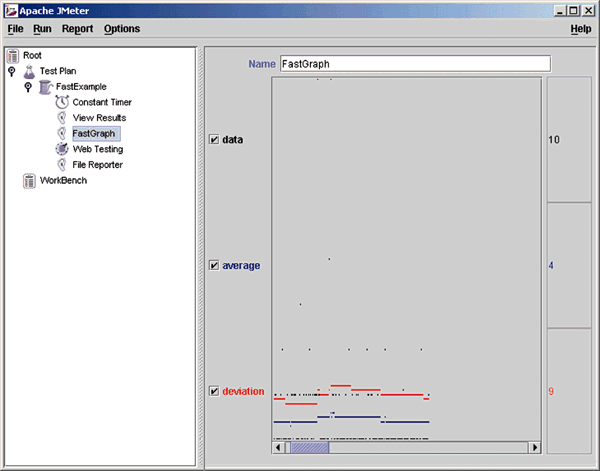 Apache JMeter
File Run Report Options Help
Root
Test Plan
FastExample
Constant Timer
View Results
FastGraph
Web Testing
File Reporter
WorkBench
Name FastGraph
data 10
average 4
deviation 9